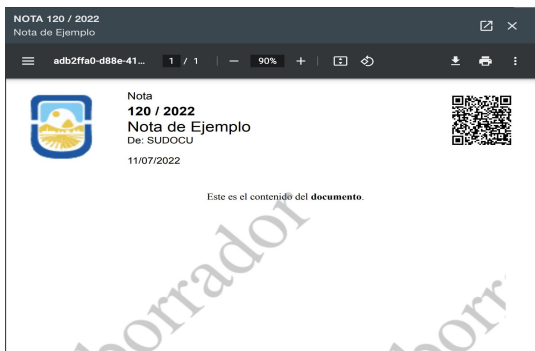 NOTA 120 / 2022
Nota de Ejemplo
adb2ffa0-d88e-41... 1 / 1 90%
Nota
120 / 2022
Nota de Ejemplo
De: SUDOCU
11/07/2022
Este es el contenido del documento.
borrador
bor